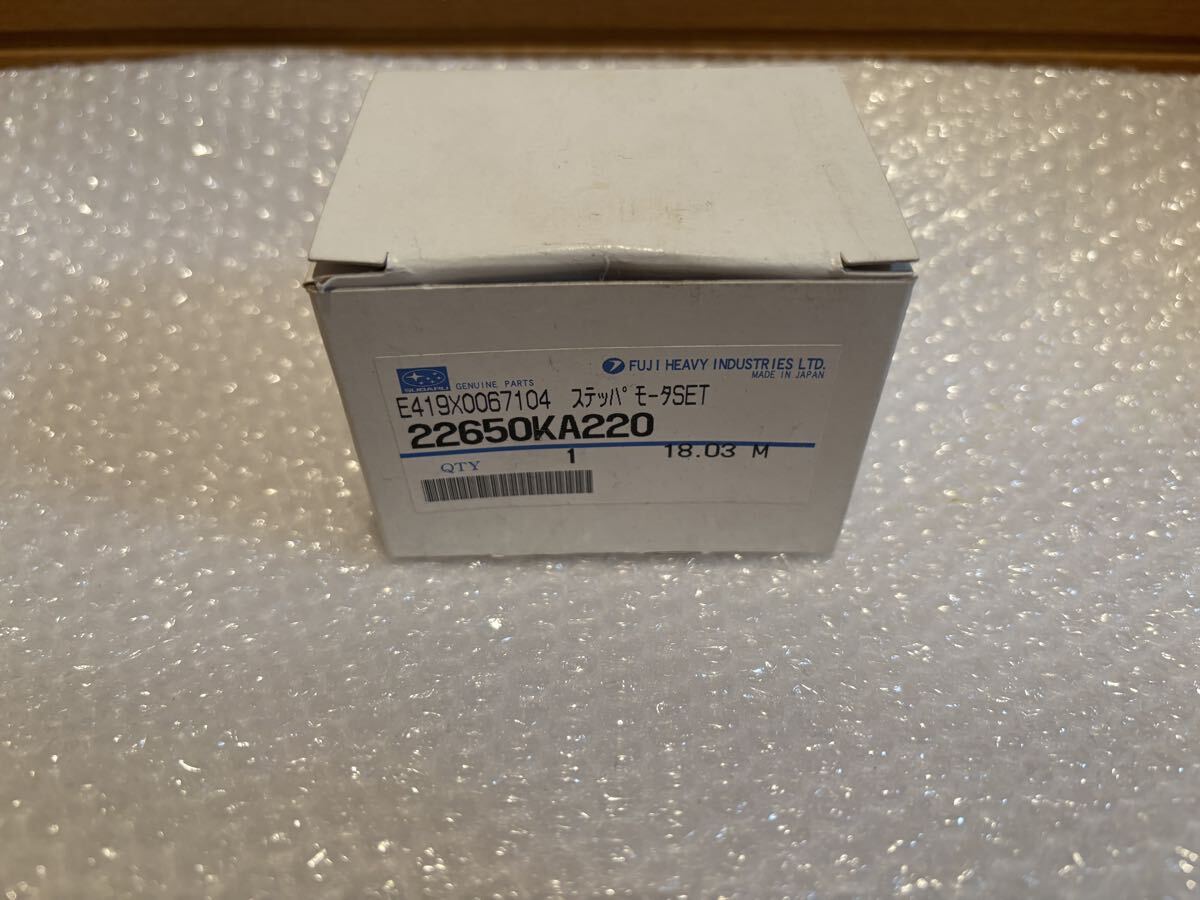 SUBARU GENUINE PARTS
FUJI HEAVY INDUSTRIES LTD.
MADE IN JAPAN
E419X0067104 ステッパ゜モータSET
22650KA220
QTY 1 18.03 M